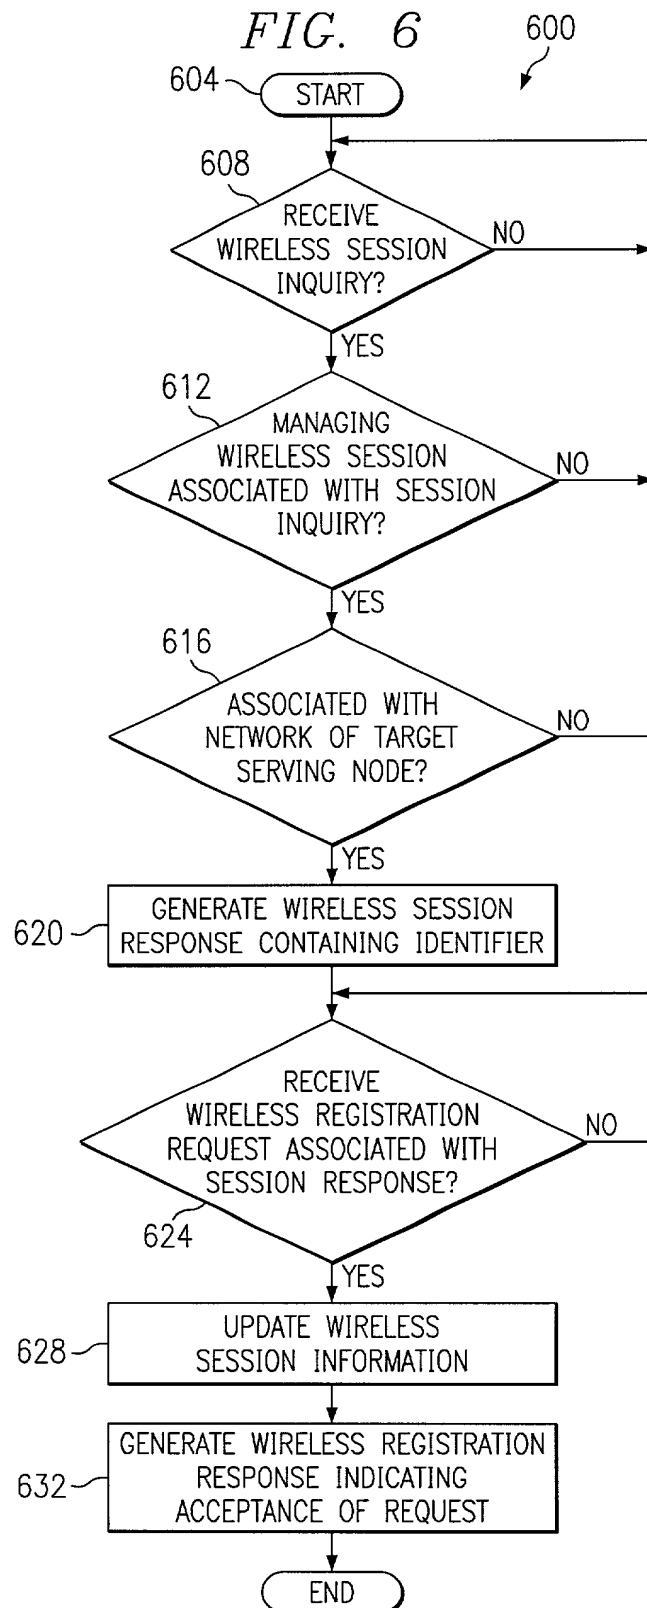 FIG. 6
600
604
START
608
RECEIVE
WIRELESS SESSION
INQUIRY?
NO
YES
612
MANAGING
WIRELESS SESSION
ASSOCIATED WITH SESSION
INQUIRY?
NO
YES
616
ASSOCIATED WITH
NETWORK OF TARGET
SERVING NODE?
NO
YES
620
GENERATE WIRELESS SESSION
RESPONSE CONTAINING IDENTIFIER
RECEIVE
WIRELESS REGISTRATION
REQUEST ASSOCIATED WITH
SESSION RESPONSE?
NO
624
YES
628
UPDATE WIRELESS
SESSION INFORMATION
632
GENERATE WIRELESS REGISTRATION
RESPONSE INDICATING
ACCEPTANCE OF REQUEST
END